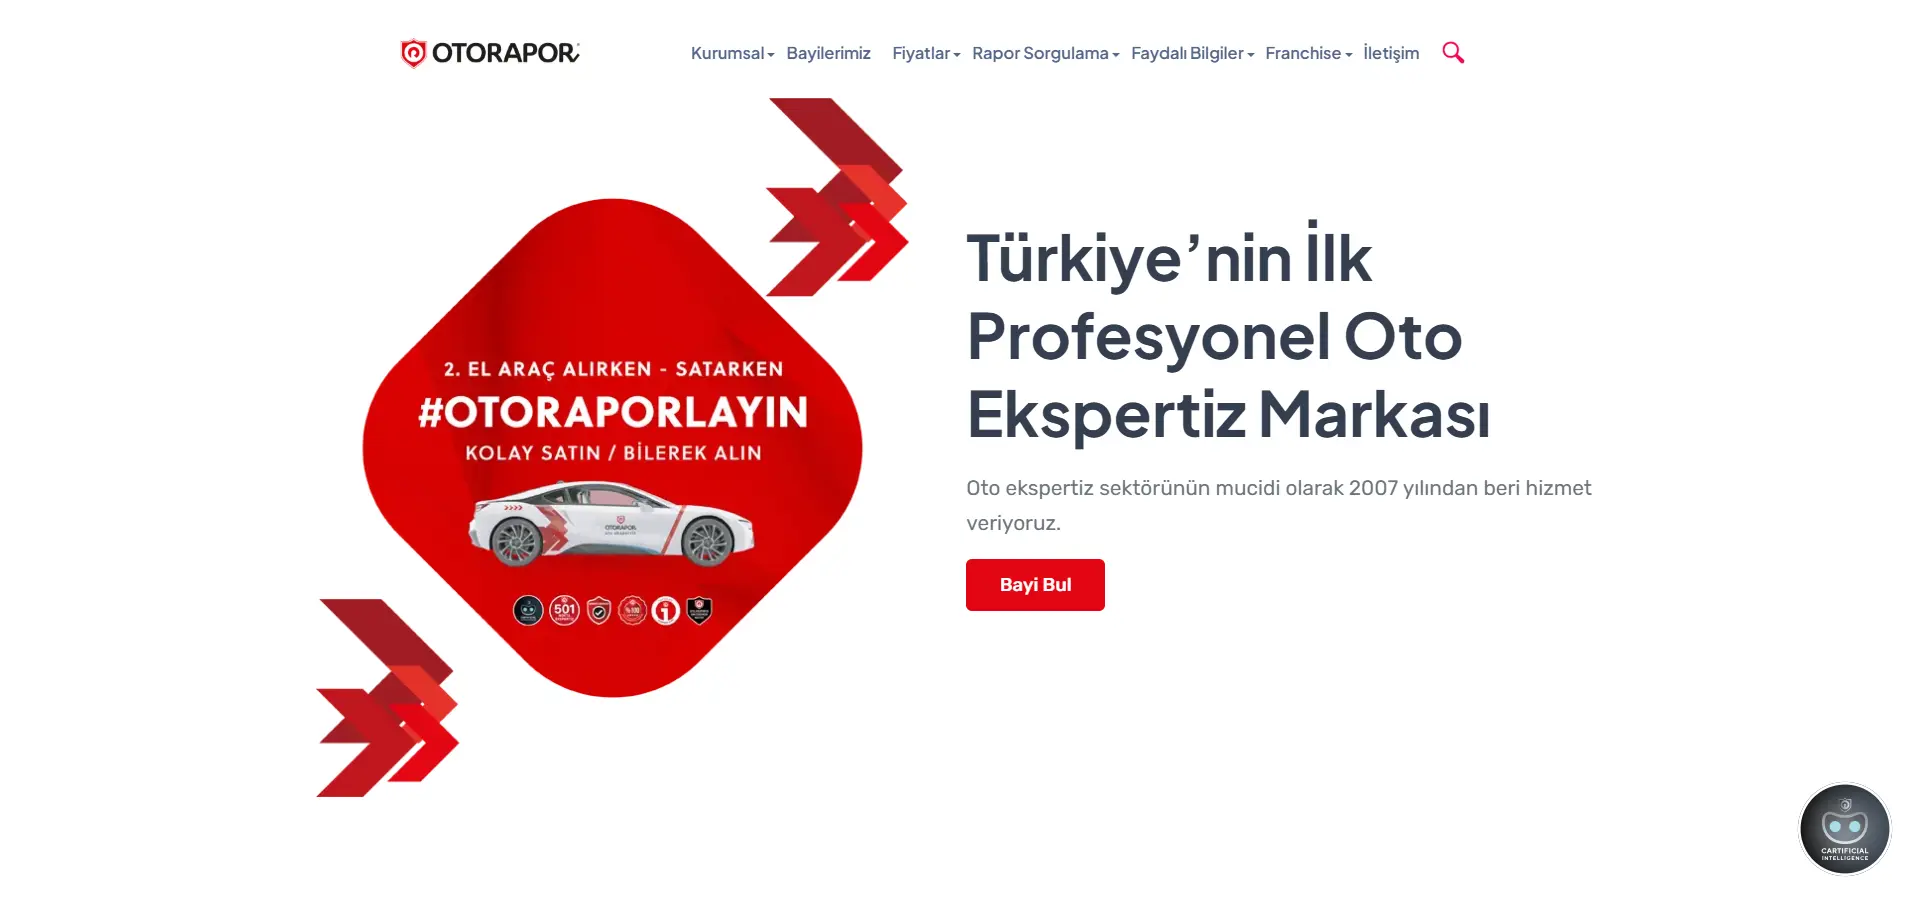 OTORAPOR
Kurumsal Bayilerimiz Fiyatlar Rapor Sorgulama Faydalı Bilgiler Franchise İletişim
2. EL ARAÇ ALIRKEN - SATARKEN
#OTORAPORLAYIN
KOLAY SATIN / BİLEREK ALIN
OTORAPOR
501
%100
Türkiye’nin İlk
Profesyonel Oto
Ekspertiz Markası
Oto ekspertiz sektörünün mucidi olarak 2007 yılından beri hizmet
veriyoruz.
Bayi Bul
CARTIFICIAL
INTELLIGENCE